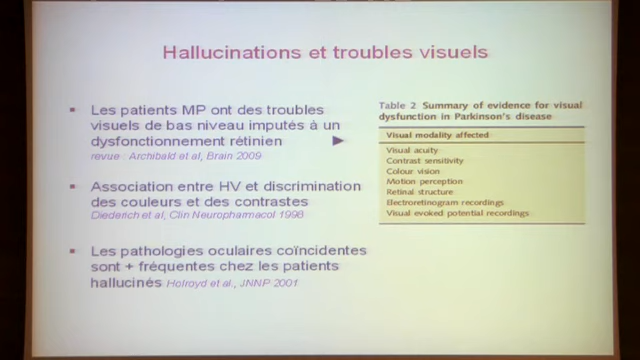 Hallucinations et troubles visuels
Les patients MP ont des troubles
visuels de bas niveau imputés à un
dysfonctionnement rétinien
revue : Archibald et al, Brain 2009
Association entre HV et discrimination
des couleurs et des contrastes
Diederich et al, Clin Neuropharmacol 1998
Les pathologies oculaires coïncidentes
sont + fréquentes chez les patients
hallucinés Holroyd et al., JNNP 2001
Table 2 Summary of evidence for visual
dysfunction in Parkinson's disease
Visual modality affected
Visual acuity
Contrast sensitivity
Colour vision
Motion perception
Retinal structure
Electroretinogram recordings
Visual evoked potential recordings